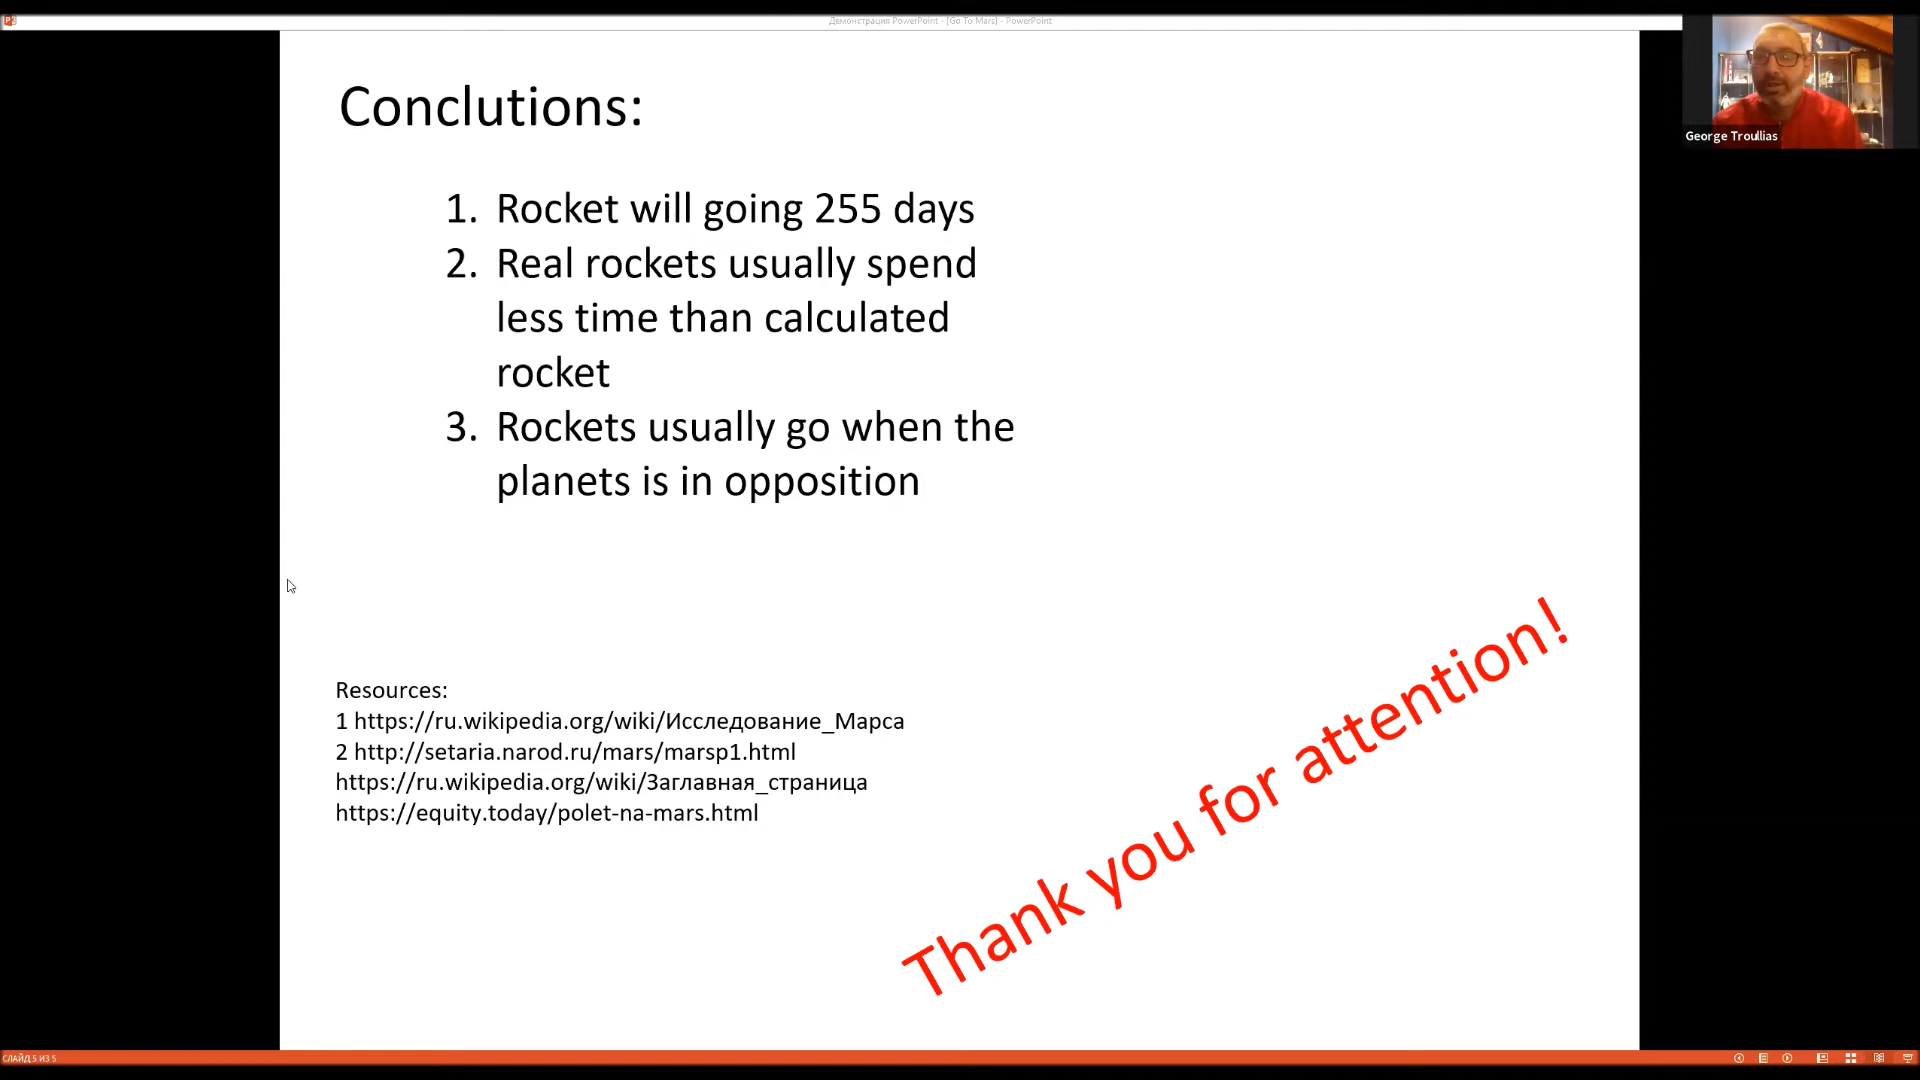 Демонстрация PowerPoint - [Go To Mars] - PowerPoint
George Troullias
Conclutions:
1. Rocket will going 255 days
2. Real rockets usually spend
less time than calculated
rocket
3. Rockets usually go when the
planets is in opposition
Resources:
1 https://ru.wikipedia.org/wiki/Исследование_Марса
2 http://setaria.narod.ru/mars/marsp1.html
https://ru.wikipedia.org/wiki/Заглавная_страница
https://equity.today/polet-na-mars.html
Thank you for attention!
СЛАЙД 5 ИЗ 5